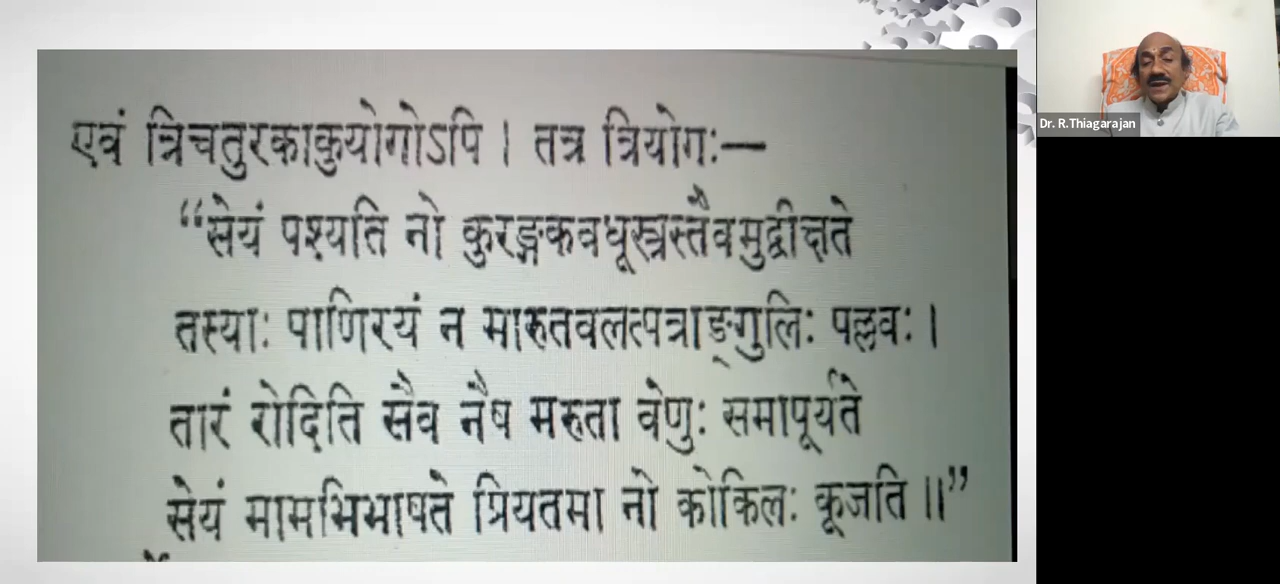 एवं त्रिचतुरकाकुयोगोऽपि । तत्र त्रियोगः—
“सेयं पश्यति नो कुरङ्गकवधूस्त्रस्तैवमुद्वीक्षते
तस्याः पाणिरयं न मारुतवलत्पत्राङ्गुलिः पल्लवः ।
तारं रोदिति सैव नैष मरुता वेणुः समापूर्यते
सेयं मामभिभाषते प्रियतमा नो कोकिलः कूजति ॥”
Dr. R.Thiagarajan